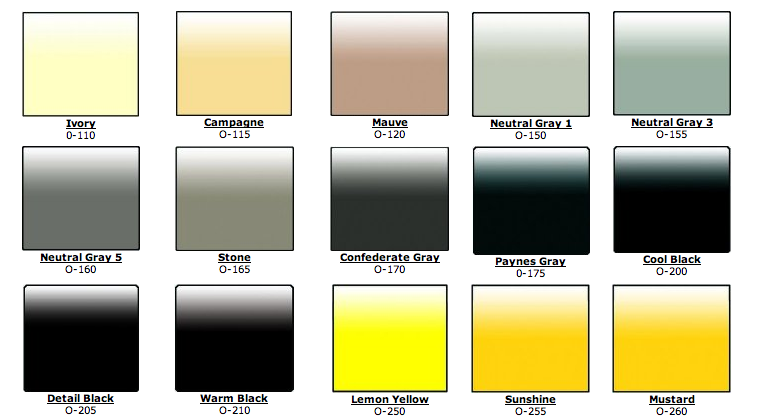 Ivory
0-110
Campagne
O-115
Mauve
O-120
Neutral Gray 1
O-150
Neutral Gray 3
O-155
Neutral Gray 5
O-160
Stone
O-165
Confederate Gray
O-170
Paynes Gray
0-175
Cool Black
O-200
Detail Black
O-205
Warm Black
O-210
Lemon Yellow
O-250
Sunshine
O-255
Mustard
O-260